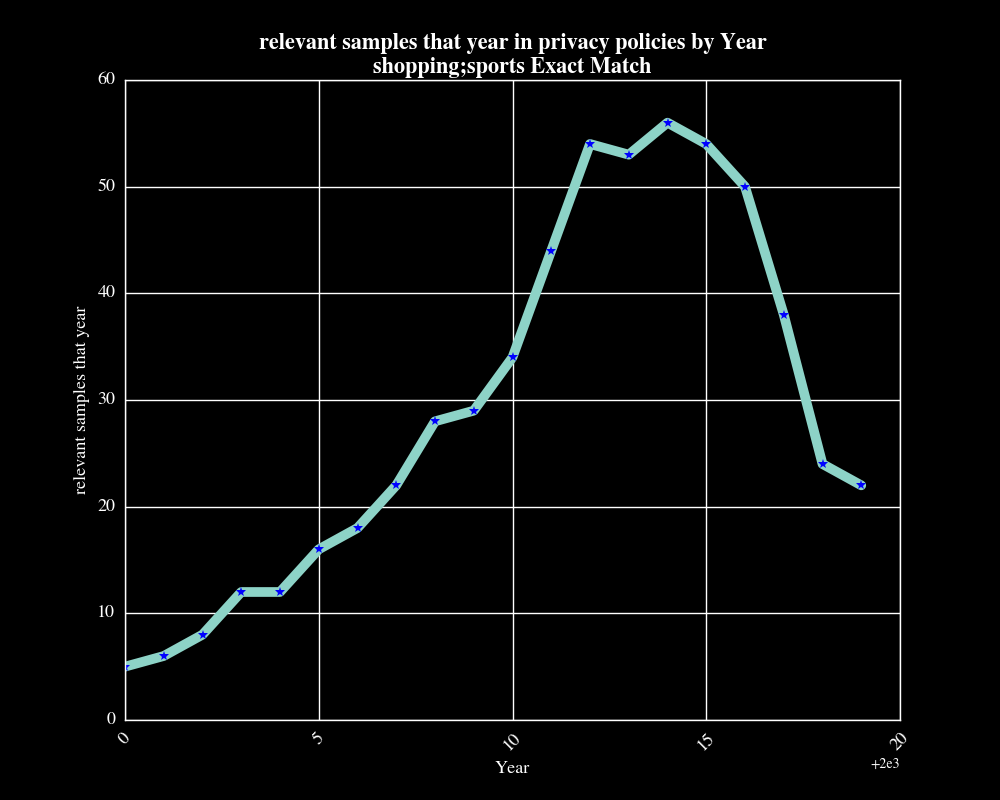 relevant samples that year in privacy policies by Year
shopping;sports Exact Match
60
50
40
30
20
10
0
relevant samples that year
0
5
10
15
20
Year
+2e3